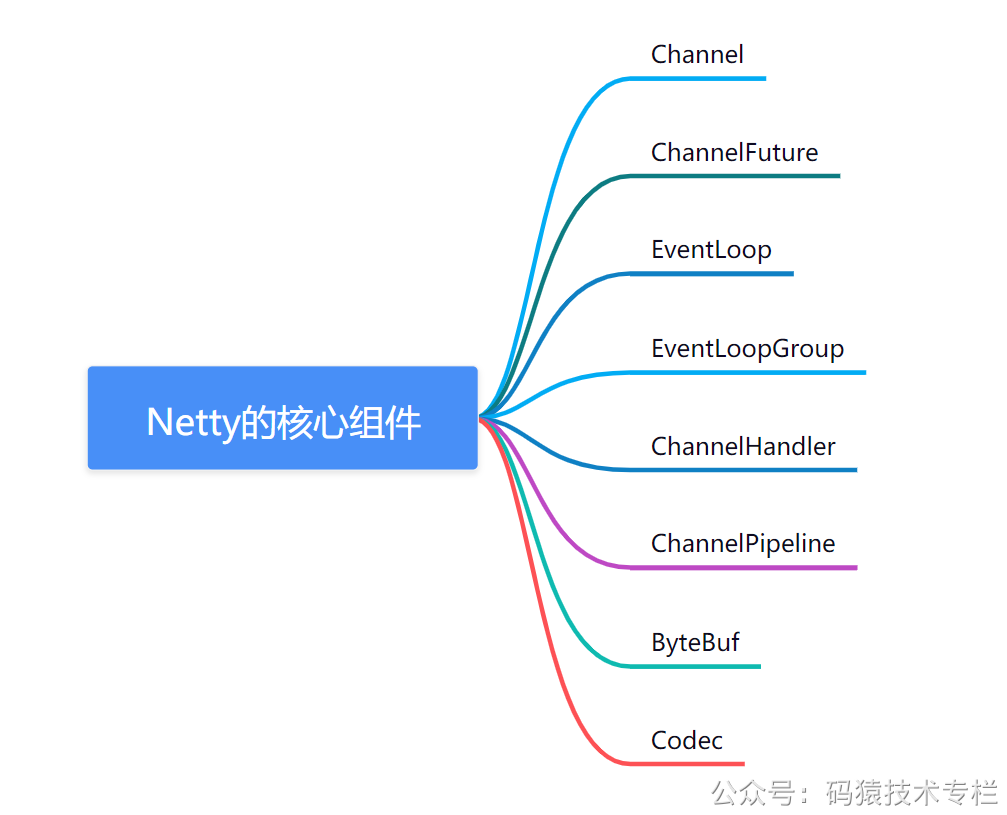 Channel
ChannelFuture
EventLoop
EventLoopGroup
Netty的核心组件
ChannelHandler
ChannelPipeline
ByteBuf
Codec
公众号：码猿技术专栏